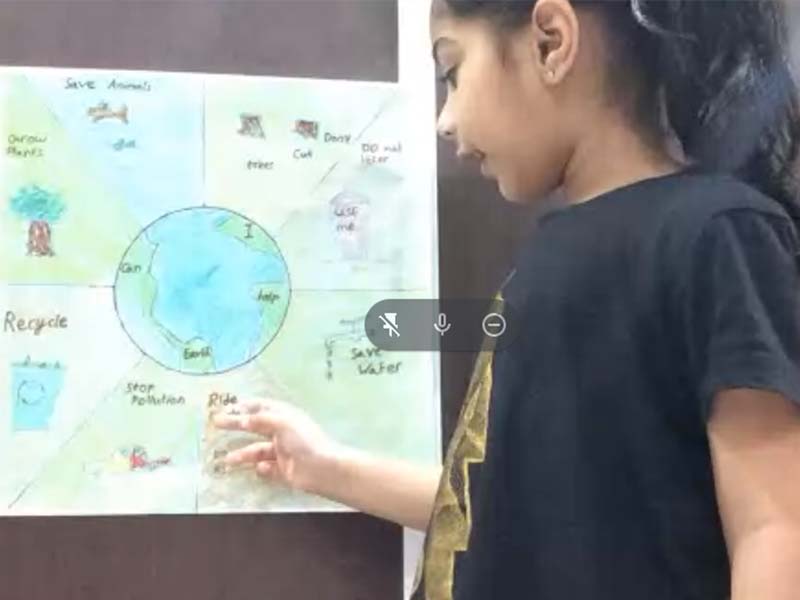 Save Animals
Grow
Plants
Dont
Cut
trees
DO not
USE
me
I
Can
help
Earth
Recycle
Save
Water
Stop
Pollution
Ride